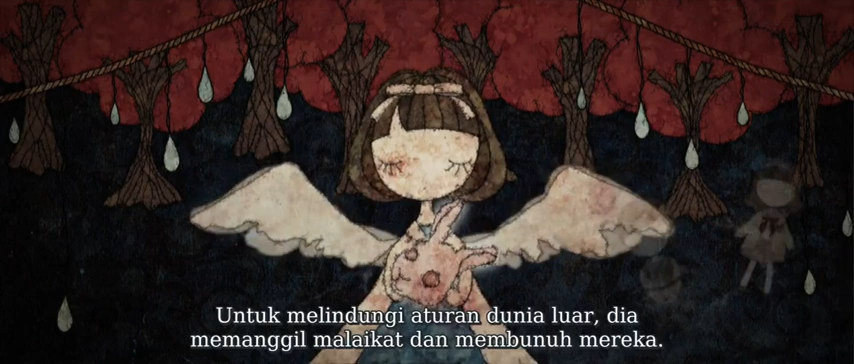 Untuk melindungi aturan dunia luar, dia
memanggil malaikat dan membunuh mereka.